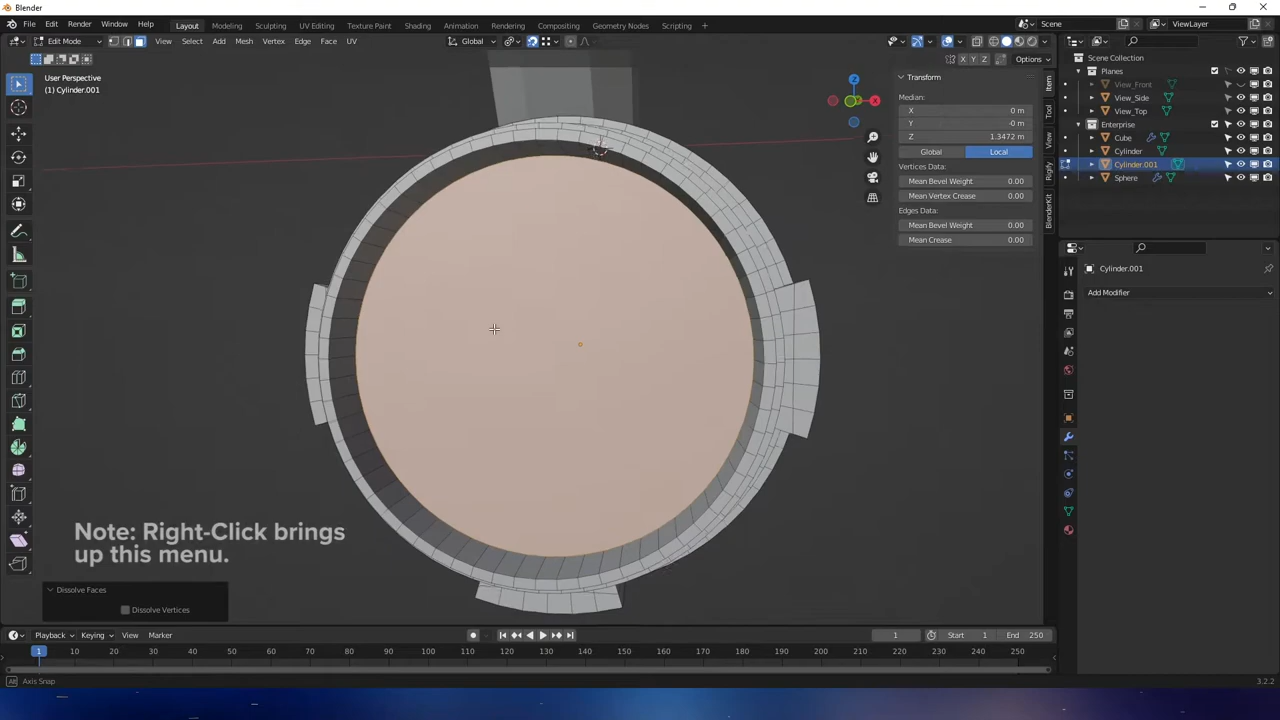 Blender
File Edit Render Window Help Layout Modeling Sculpting UV Editing Texture Paint Shading Animation Rendering Compositing Geometry Nodes Scripting + Scene ViewLayer
Edit Mode View Select Add Mesh Vertex Edge Face UV Global
X Y Z Options
User Perspective
(1) Cylinder.001
Transform
Median:
X 0 m
Y -0 m
Z 1.3472 m
Global Local
Vertices Data:
Mean Bevel Weight 0.00
Mean Vertex Crease 0.00
Edges Data:
Mean Bevel Weight 0.00
Mean Crease 0.00
Item
Tool
View
Rigify
BlenderKit
Scene Collection
Planes
View_Front
View_Side
View_Top
Enterprise
Cube
Cylinder
Cylinder.001
Sphere
Cylinder.001
Add Modifier
Note: Right-Click brings
up this menu.
Dissolve Faces
Dissolve Vertices
Playback Keying View Marker 1 Start 1 End 250
1 10 20 30 40 50 60 70 80 90 100 110 120 130 140 150 160 170 180 190 200 210 220 230 240 250
Alt Axis Snap 3.2.2